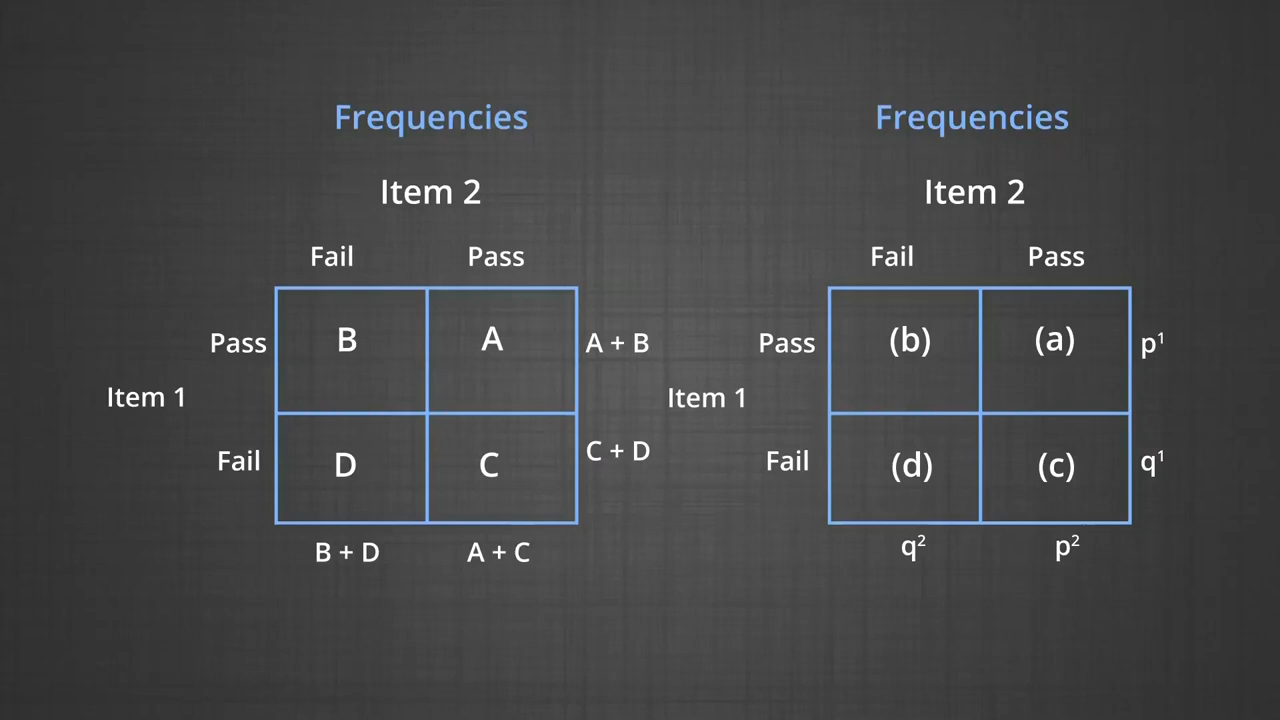 Frequencies
Item 2
Fail Pass
Pass B A A + B
Item 1
Fail D C C + D
B + D A + C
Frequencies
Item 2
Fail Pass
Pass (b) (a) p¹
Item 1
Fail (d) (c) q¹
q² p²